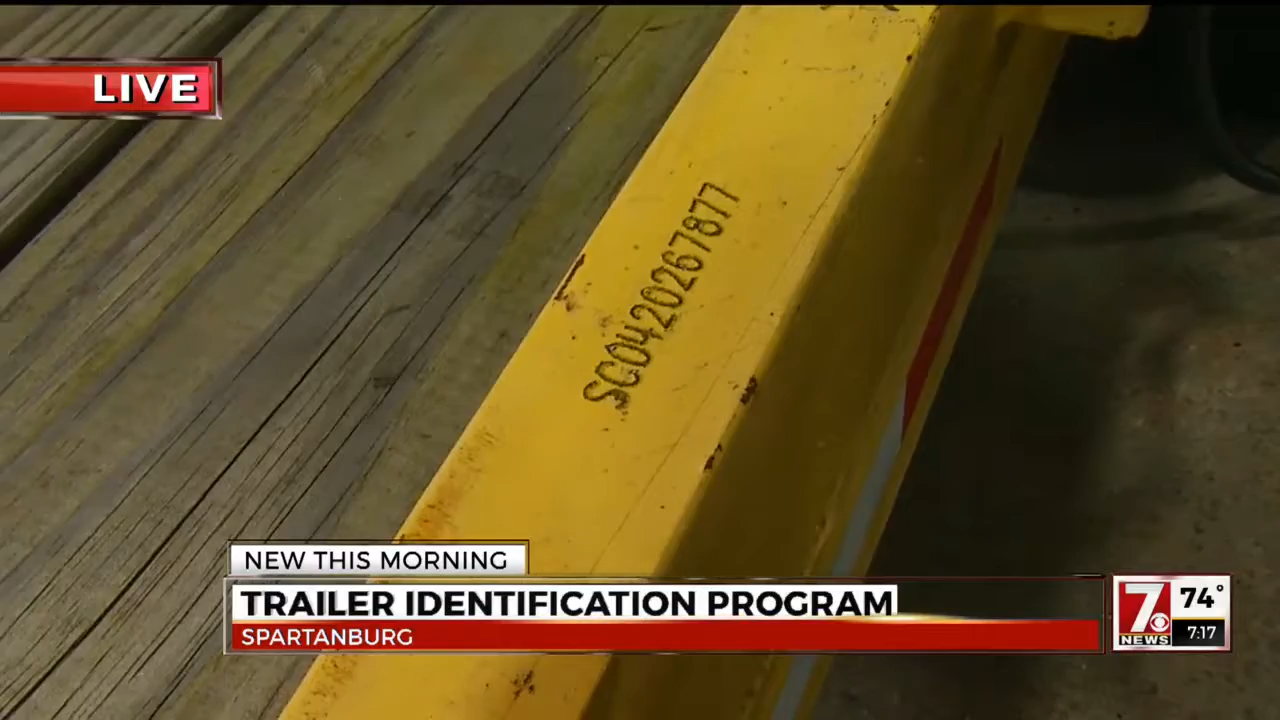 LIVE
SC0420267877
NEW THIS MORNING
TRAILER IDENTIFICATION PROGRAM
SPARTANBURG
7
NEWS
74°
7:17